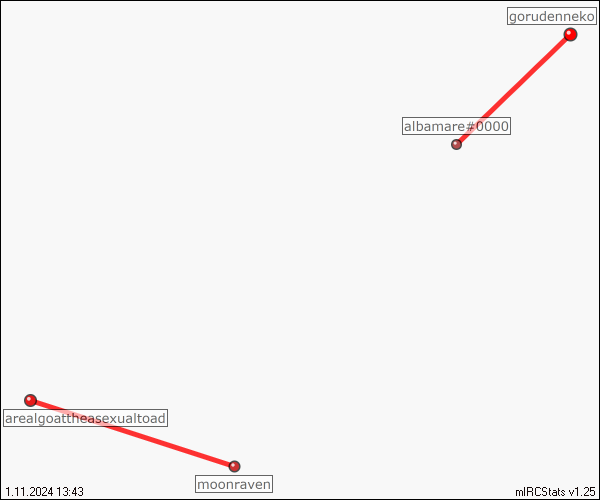 gorudenneko
albamare#0000
arealgoattheasexualtoad
moonraven
1.11.2024 13:43
mIRCStats v1.25